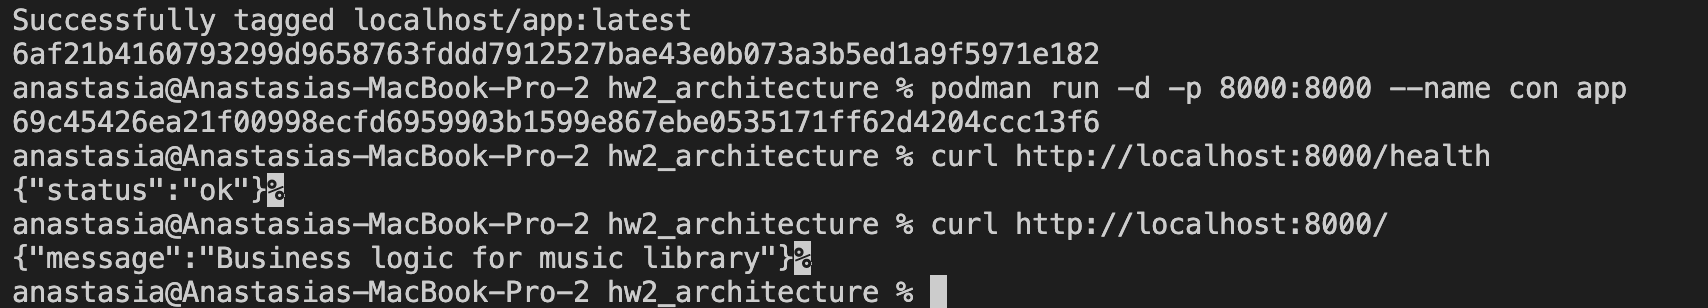 Successfully tagged localhost/app:latest
6af21b4160793299d9658763fddd7912527bae43e0b073a3b5ed1a9f5971e182
anastasia@Anastasias-MacBook-Pro-2 hw2_architecture % podman run -d -p 8000:8000 --name con app
69c45426ea21f00998ecfd6959903b1599e867ebe0535171ff62d4204ccc13f6
anastasia@Anastasias-MacBook-Pro-2 hw2_architecture % curl http://localhost:8000/health
{"status":"ok"}%
anastasia@Anastasias-MacBook-Pro-2 hw2_architecture % curl http://localhost:8000/
{"message":"Business logic for music library"}%
anastasia@Anastasias-MacBook-Pro-2 hw2_architecture %